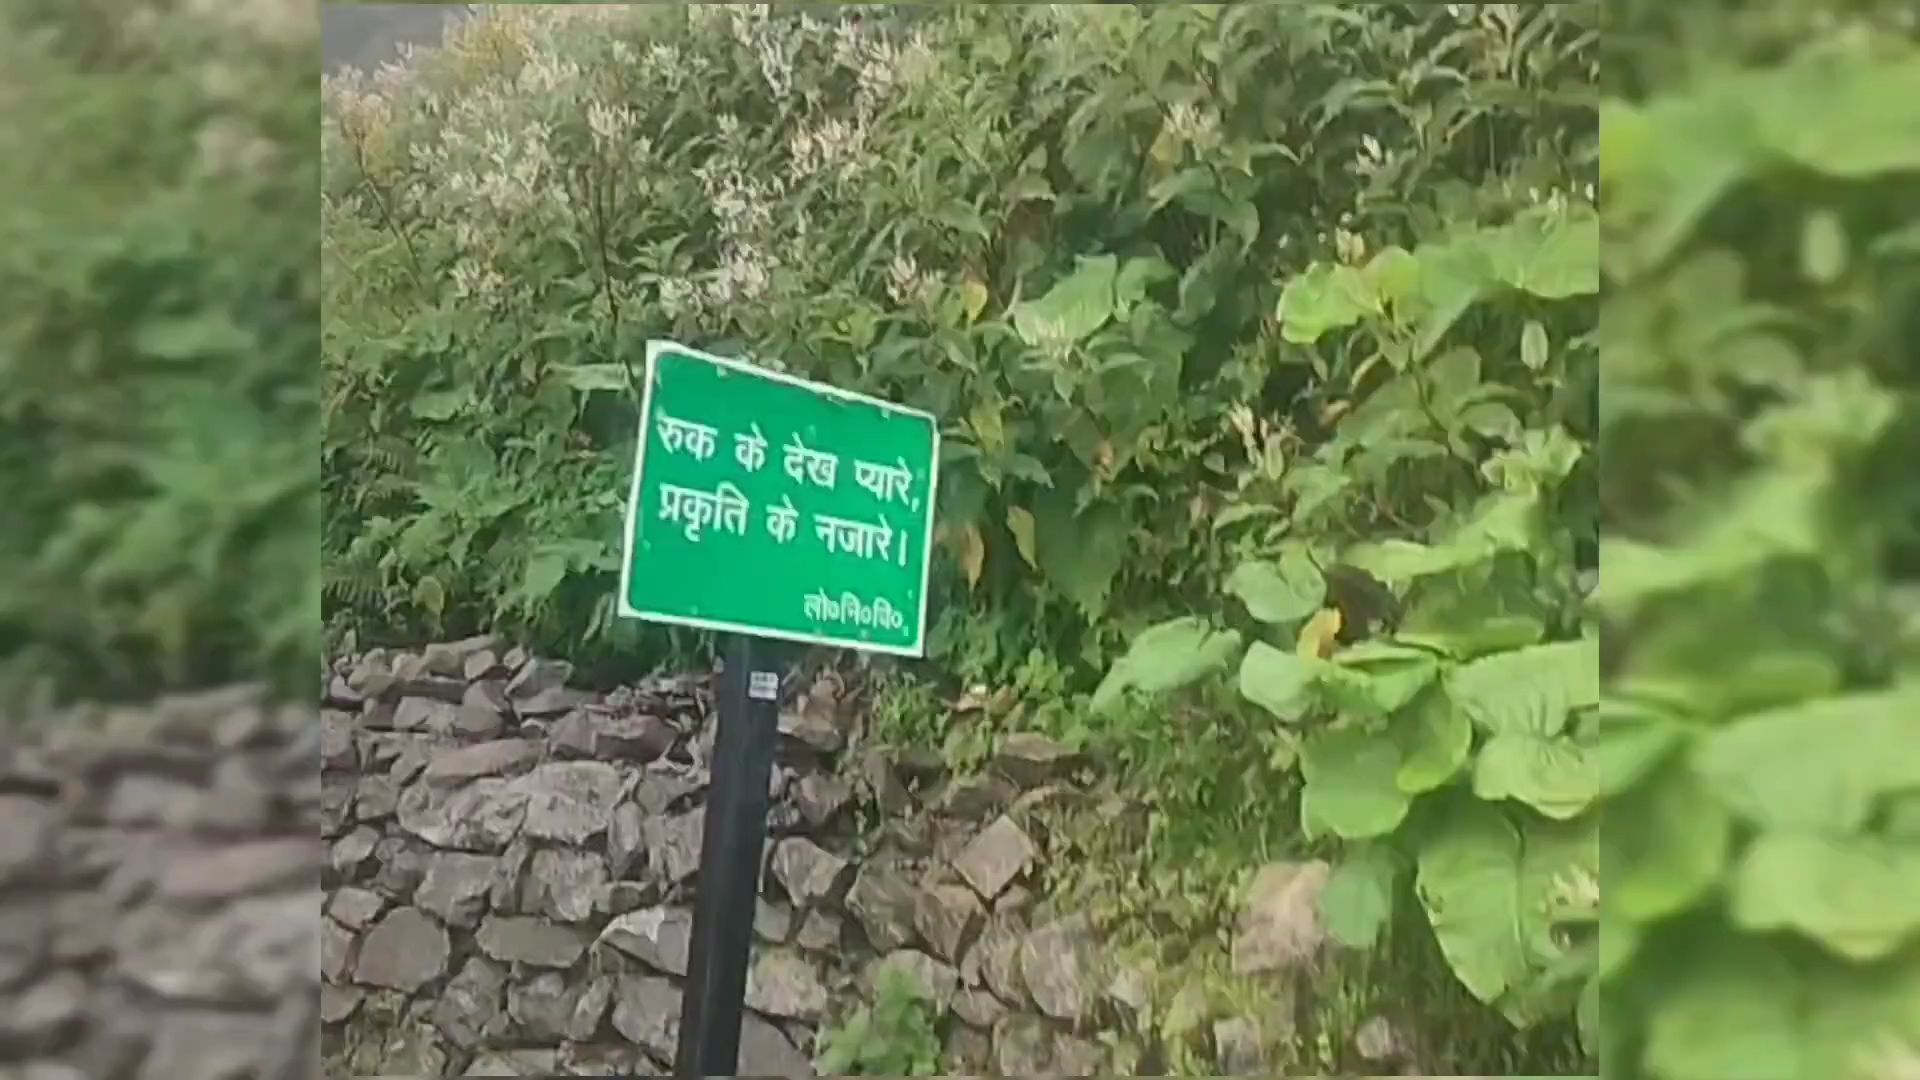 रुक के देख प्यारे,
प्रकृति के नजारे।
लो०नि०वि०